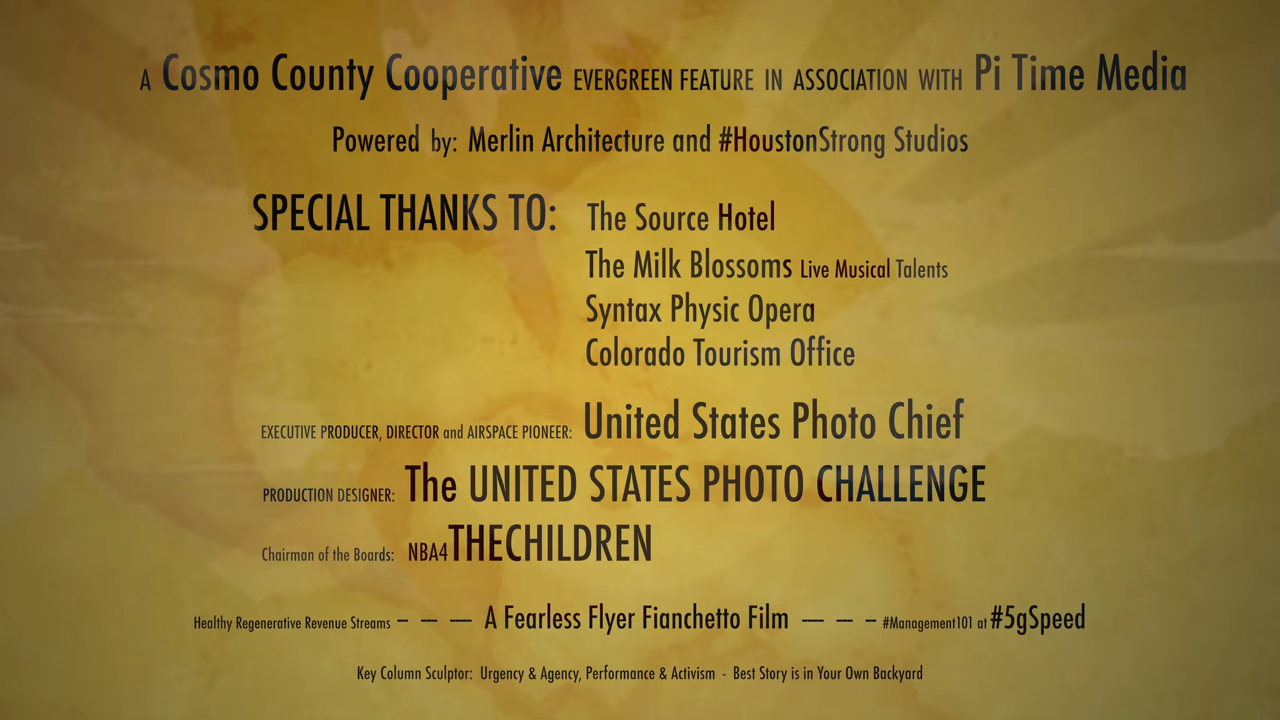 A Cosmo County Cooperative EVERGREEN FEATURE IN ASSOCIATION WITH Pi Time Media
Powered by: Merlin Architecture and #HoustonStrong Studios
SPECIAL THANKS TO: The Source Hotel
The Milk Blossoms Live Musical Talents
Syntax Physic Opera
Colorado Tourism Office
EXECUTIVE PRODUCER, DIRECTOR and AIRSPACE PIONEER: United States Photo Chief
PRODUCTION DESIGNER: The UNITED STATES PHOTO CHALLENGE
Chairman of the Boards: NBA4THECHILDREN
Healthy Regenerative Revenue Streams – — –— A Fearless Flyer Fianchetto Film –— — – #Management101 at #5gSpeed
Key Column Sculptor: Urgency & Agency, Performance & Activism - Best Story is in Your Own Backyard